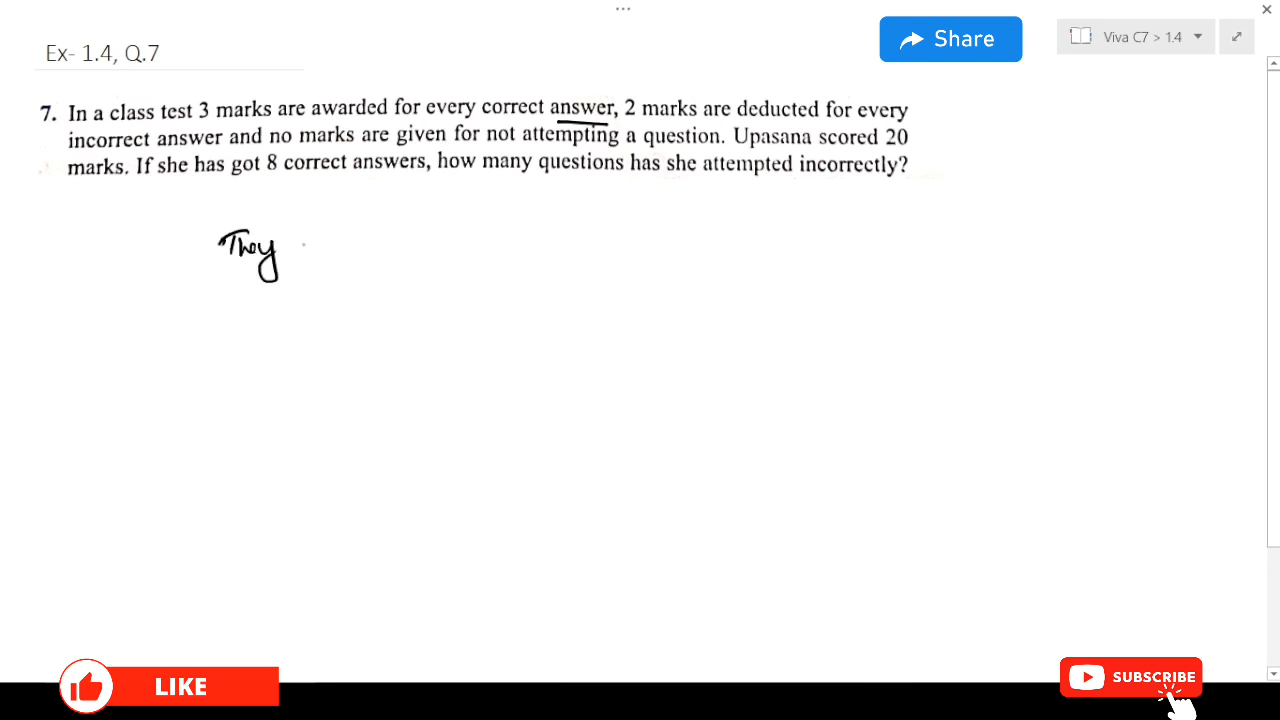 ...
Share
Viva C7 > 1.4
Ex- 1.4, Q.7
7. In a class test 3 marks are awarded for every correct answer, 2 marks are deducted for every
incorrect answer and no marks are given for not attempting a question. Upasana scored 20
marks. If she has got 8 correct answers, how many questions has she attempted incorrectly?
They
LIKE
SUBSCRIBE